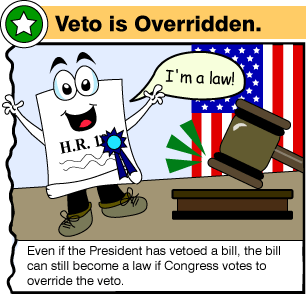 Veto is Overridden.
I'm a law!
H.R. 1
Even if the President has vetoed a bill, the bill
can still become a law if Congress votes to
override the veto.